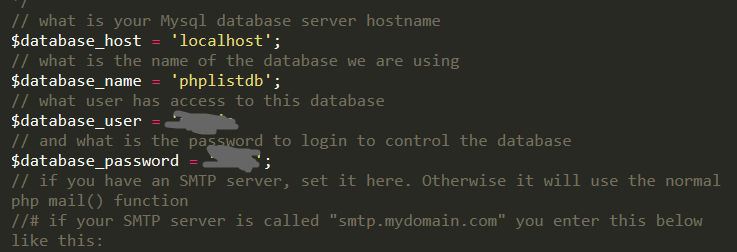 */
// what is your Mysql database server hostname
$database_host = 'localhost';
// what is the name of the database we are using
$database_name = 'phplistdb';
// what user has access to this database
$database_user = '
// and what is the password to login to control the database
$database_password = ';
// if you have an SMTP server, set it here. Otherwise it will use the normal
php mail() function
//# if your SMTP server is called "smtp.mydomain.com" you enter this below
like this: